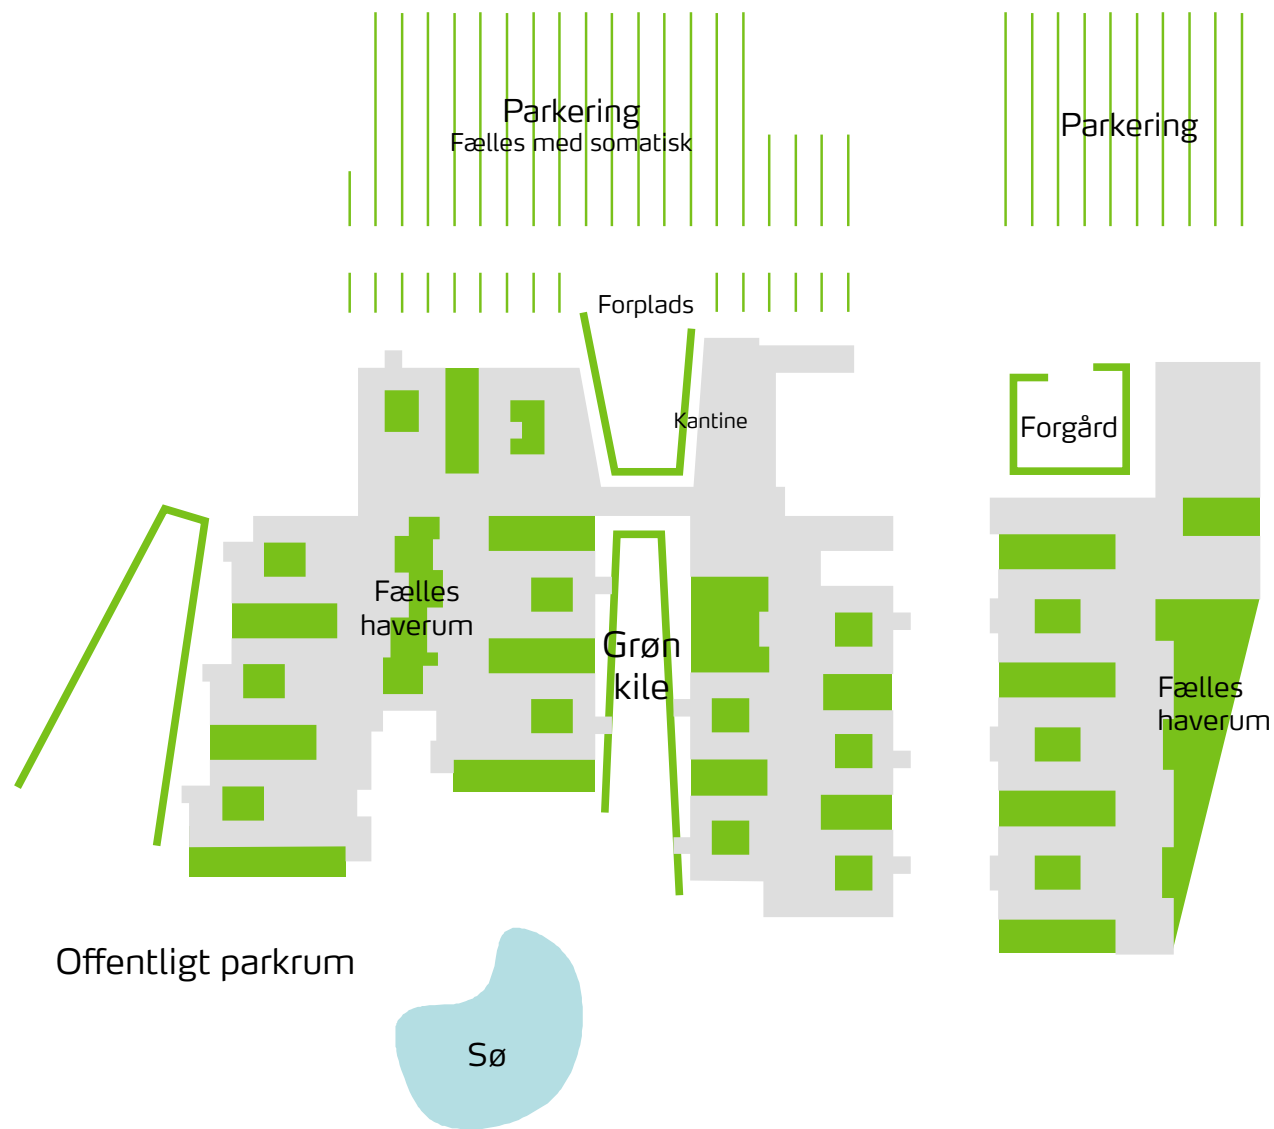 Parkering
Fælles med somatisk
Parkering
Forplads
Kantine
Forgård
Fælles
haverum
Grøn
kile
Fælles
haverum
Offentligt parkrum
Sø